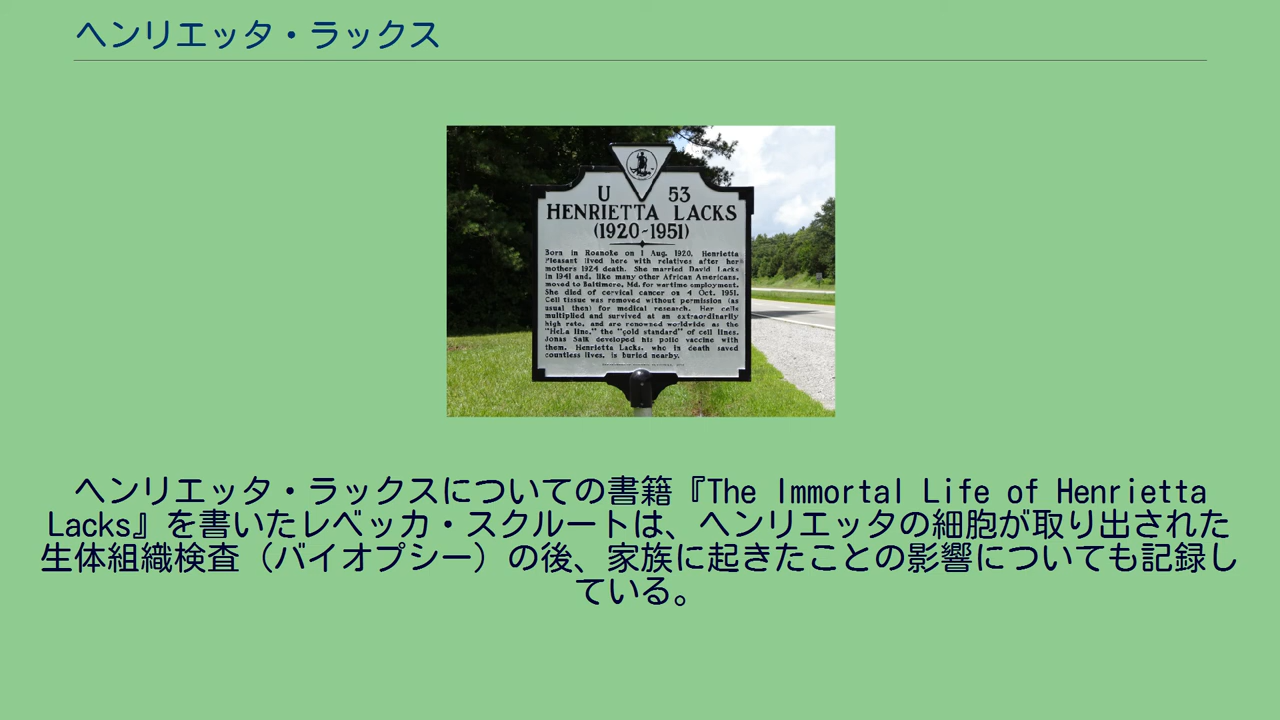 ヘンリエッタ・ラックス
U 53
HENRIETTA LACKS
(1920-1951)
Born in Roanoke on 1 Aug. 1920, Henrietta
Pleasant lived here with relatives after her
mothers 1924 death. She married David Lacks
in 1941 and, like many other African Americans,
moved to Baltimore, Md. for wartime employment.
She died of cervical cancer on 4 Oct. 1951.
Cell tissue was removed without permission (as
usual then) for medical research. Her cells
multiplied and survived at an extraordinarily
high rate, and are renowned worldwide as the
"HeLa line," the "gold standard" of cell lines.
Jonas Salk developed his polio vaccine with
them. Henrietta Lacks, who in death saved
countless lives, is buried nearby.
ヘンリエッタ・ラックスについての書籍『The Immortal Life of Henrietta
Lacks』を書いたレベッカ・スクルートは、ヘンリエッタの細胞が取り出された
生体組織検査（バイオプシー）の後、家族に起きたことの影響についても記録し
ている。